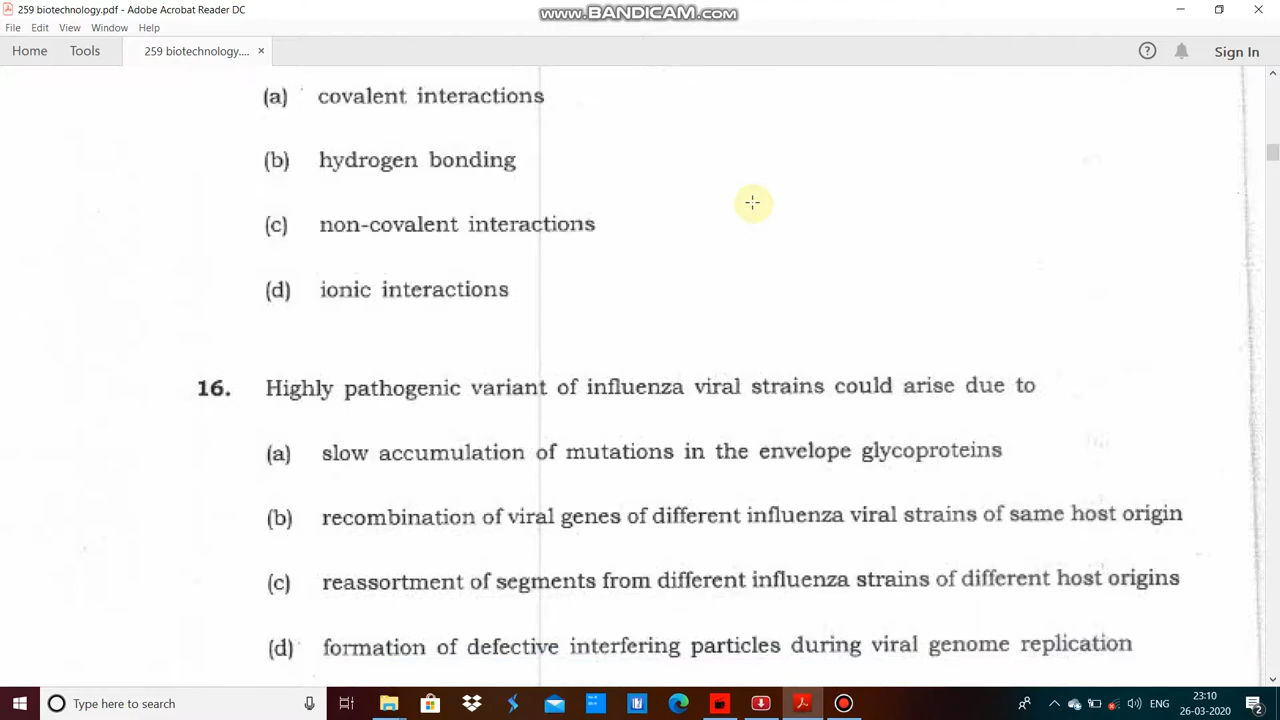 259 biotechnology.pdf - Adobe Acrobat Reader DC
www.BANDICAM.com
File Edit View Window Help
Home Tools 259 biotechnology.... × Sign In
(a) covalent interactions
(b) hydrogen bonding
(c) non-covalent interactions
(d) ionic interactions
16. Highly pathogenic variant of influenza viral strains could arise due to
(a) slow accumulation of mutations in the envelope glycoproteins
(b) recombination of viral genes of different influenza viral strains of same host origin
(c) reassortment of segments from different influenza strains of different host origins
(d) formation of defective interfering particles during viral genome replication
Type here to search
ENG
23:10
26-03-2020
2